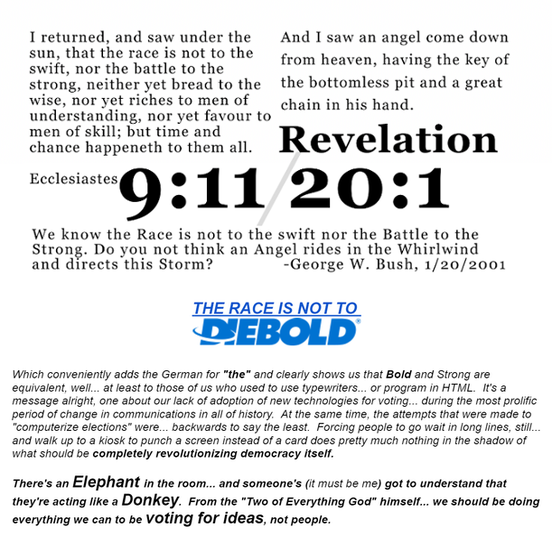 I returned, and saw under the
sun, that the race is not to the
swift, nor the battle to the
strong, neither yet bread to the
wise, nor yet riches to men of
understanding, nor yet favour to
men of skill; but time and
chance happeneth to them all.
Ecclesiastes 9:11
And I saw an angel come down
from heaven, having the key of
the bottomless pit and a great
chain in his hand.
Revelation
20:1
We know the Race is not to the swift nor the Battle to the
Strong. Do you not think an Angel rides in the Whirlwind
and directs this Storm? -George W. Bush, 1/20/2001
THE RACE IS NOT TO
DIEBOLD®
Which conveniently adds the German for "the" and clearly shows us that Bold and Strong are
equivalent, well... at least to those of us who used to use typewriters... or program in HTML. It's a
message alright, one about our lack of adoption of new technologies for voting... during the most prolific
period of change in communications in all of history. At the same time, the attempts that were made to
"computerize elections" were... backwards to say the least. Forcing people to go wait in long lines, still...
and walk up to a kiosk to punch a screen instead of a card does pretty much nothing in the shadow of
what should be completely revolutionizing democracy itself.
There's an Elephant in the room... and someone's (it must be me) got to understand that
they're acting like a Donkey. From the "Two of Everything God" himself... we should be doing
everything we can to be voting for ideas, not people.